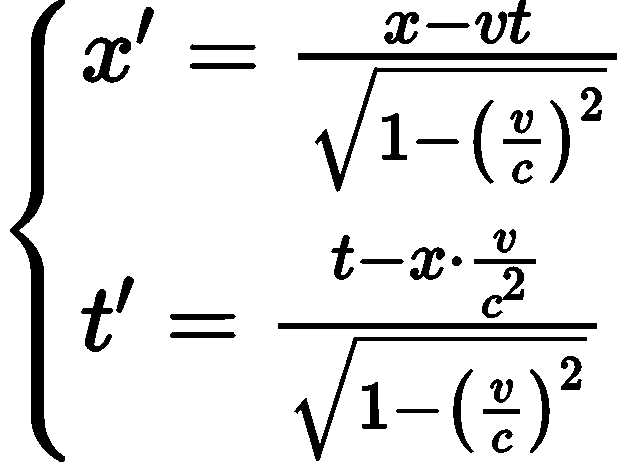 x′ = (x−vt) / √(1−(v/c)²)
t′ = (t−x·v/c²) / √(1−(v/c)²)